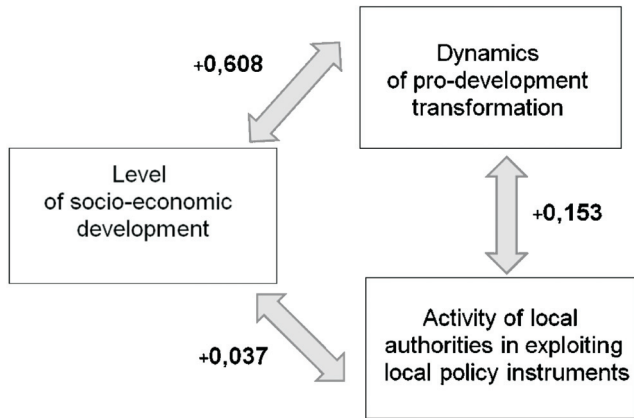 +0,608
Dynamics
of pro-development
transformation
Level
of socio-economic
development
+0,153
+0,037
Activity of local
authorities in exploiting
local policy instruments